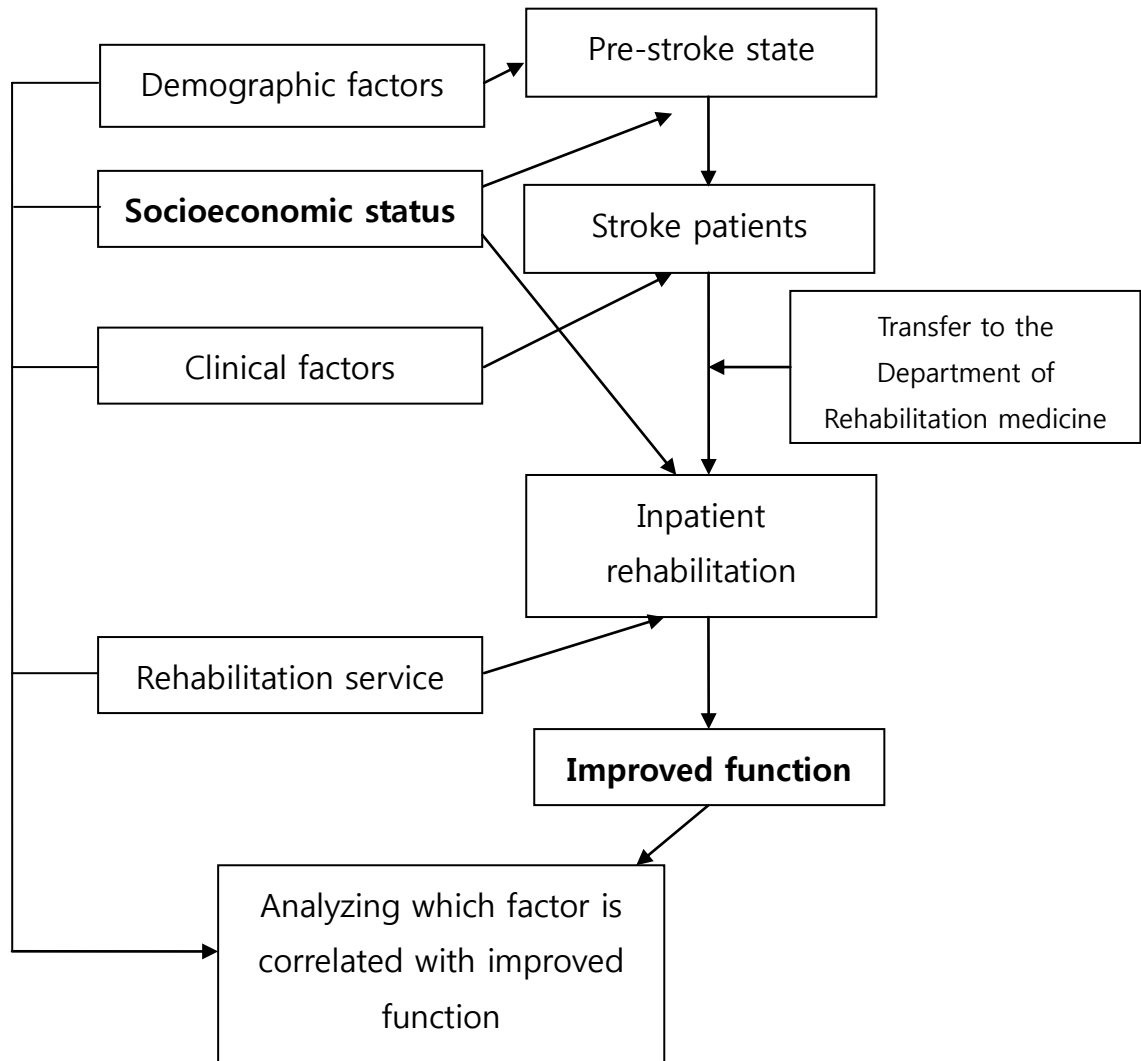 Pre-stroke state
Demographic factors
Socioeconomic status
Stroke patients
Clinical factors
Transfer to the
Department of
Rehabilitation medicine
Inpatient
rehabilitation
Rehabilitation service
Improved function
Analyzing which factor is
correlated with improved
function